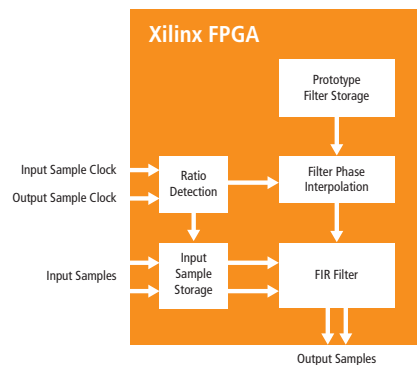 Xilinx FPGA
Prototype
Filter Storage
Input Sample Clock
Output Sample Clock
Ratio
Detection
Filter Phase
Interpolation
Input Samples
Input
Sample
Storage
FIR Filter
Output Samples